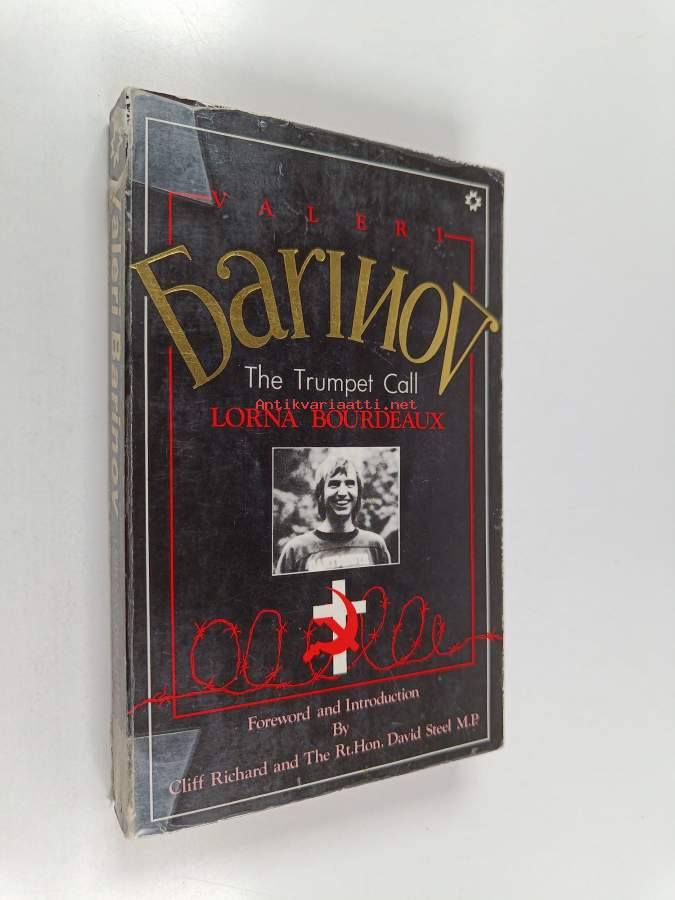 VALERI
Barinov
The Trumpet Call
Antikvariaatti.net
LORNA BOURDEAUX
Foreword and Introduction
By
Cliff Richard and The Rt.Hon. David Steel M.P.
Valeri Barinov